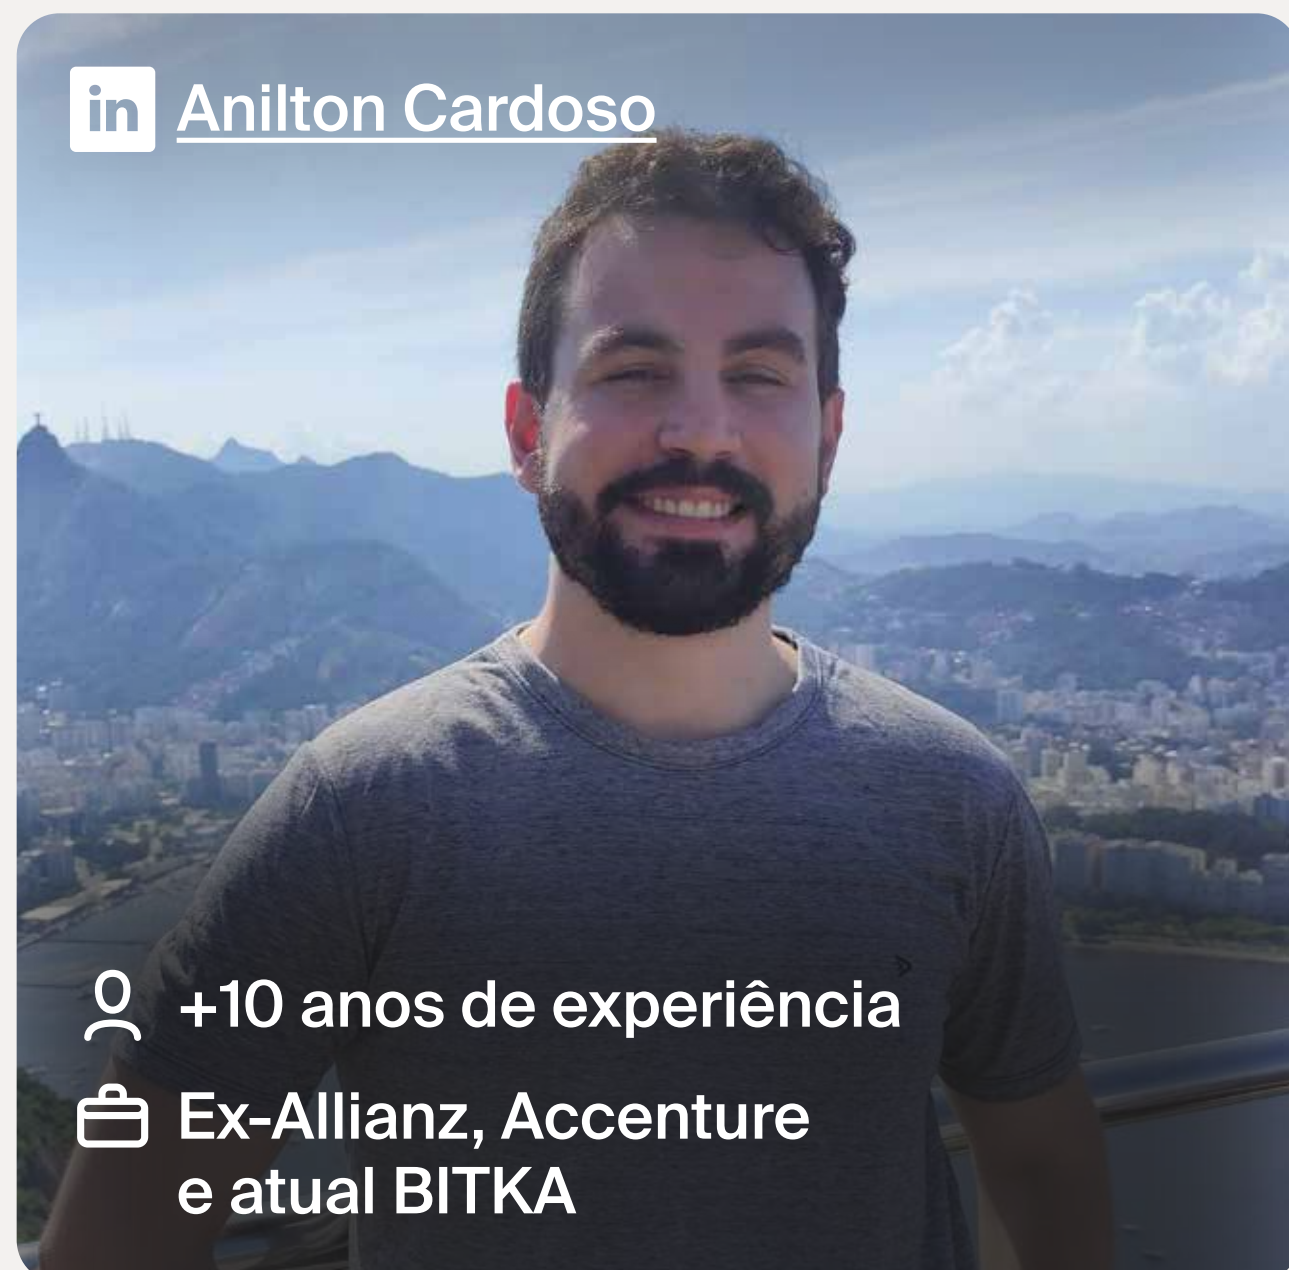 in Anilton Cardoso
+10 anos de experiência
Ex-Allianz, Accenture
e atual BITKA